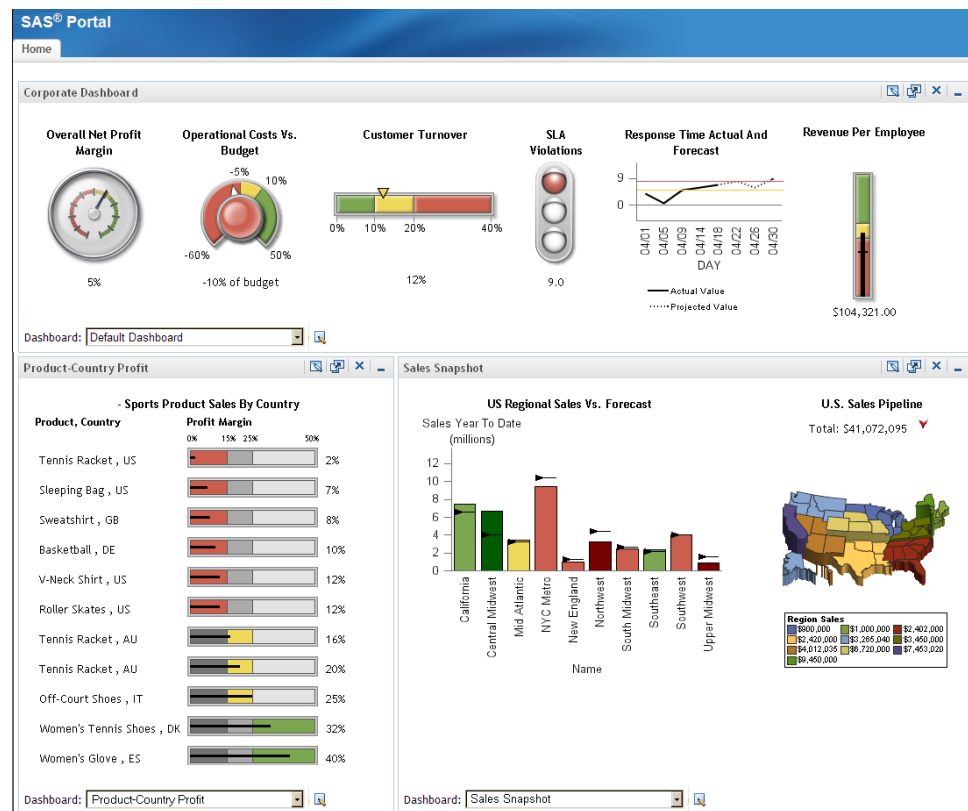 SAS® Portal
Home
Corporate Dashboard
Overall Net Profit
Margin
5%
Operational Costs Vs.
Budget
-5%
10%
-60%
50%
-10% of budget
Customer Turnover
0%
10%
20%
40%
12%
SLA
Violations
9.0
Response Time Actual And
Forecast
9
0
04/01
04/05
04/09
04/14
04/18
04/22
04/26
04/30
DAY
Actual Value
Projected Value
Revenue Per Employee
$104,321.00
Dashboard: Default Dashboard
Product-Country Profit
- Sports Product Sales By Country
Product, Country Profit Margin
0% 15% 25% 50%
Tennis Racket , US 2%
Sleeping Bag , US 7%
Sweatshirt , GB 8%
Basketball , DE 10%
V-Neck Shirt , US 12%
Roller Skates , US 12%
Tennis Racket , AU 16%
Tennis Racket , AU 20%
Off-Court Shoes , IT 25%
Women's Tennis Shoes , DK 32%
Women's Glove , ES 40%
Dashboard: Product-Country Profit
Sales Snapshot
US Regional Sales Vs. Forecast
Sales Year To Date
(millions)
12
10
8
6
4
2
0
California
Central Midwest
Mid Atlantic
NYC Metro
New England
Northwest
South Midwest
Southeast
Southwest
Upper Midwest
Name
U.S. Sales Pipeline
Total: $41,072,095
Region Sales
$900,000 $1,000,000 $2,402,000
$2,420,000 $3,265,040 $3,450,000
$4,012,035 $6,720,000 $7,453,020
$9,450,000
Dashboard: Sales Snapshot